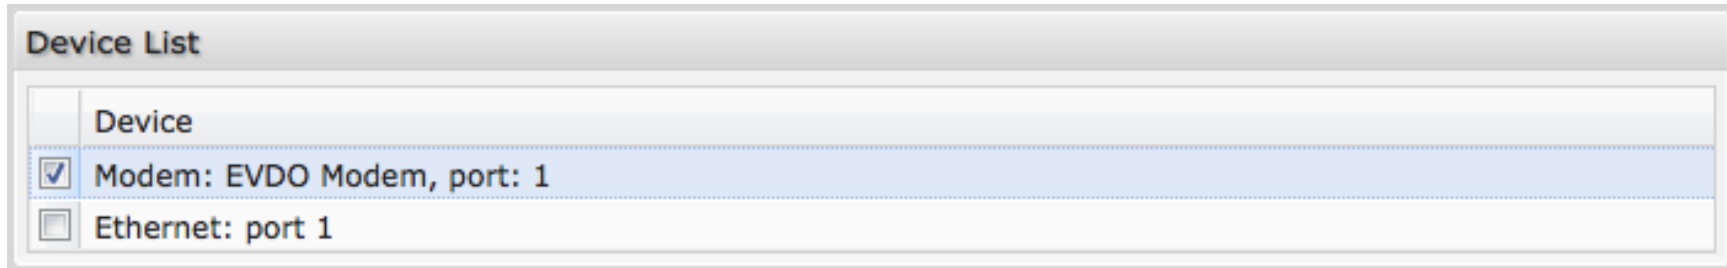 Device List
Device
Modem: EVDO Modem, port: 1
Ethernet: port 1